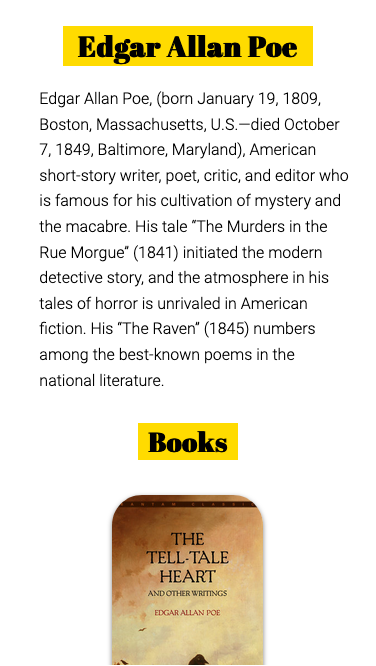 Edgar Allan Poe
Edgar Allan Poe, (born January 19, 1809,
Boston, Massachusetts, U.S.—died October
7, 1849, Baltimore, Maryland), American
short-story writer, poet, critic, and editor who
is famous for his cultivation of mystery and
the macabre. His tale “The Murders in the
Rue Morgue” (1841) initiated the modern
detective story, and the atmosphere in his
tales of horror is unrivaled in American
fiction. His “The Raven” (1845) numbers
among the best-known poems in the
national literature.
Books
THE
TELL-TALE
HEART
AND OTHER WRITINGS
EDGAR ALLAN POE